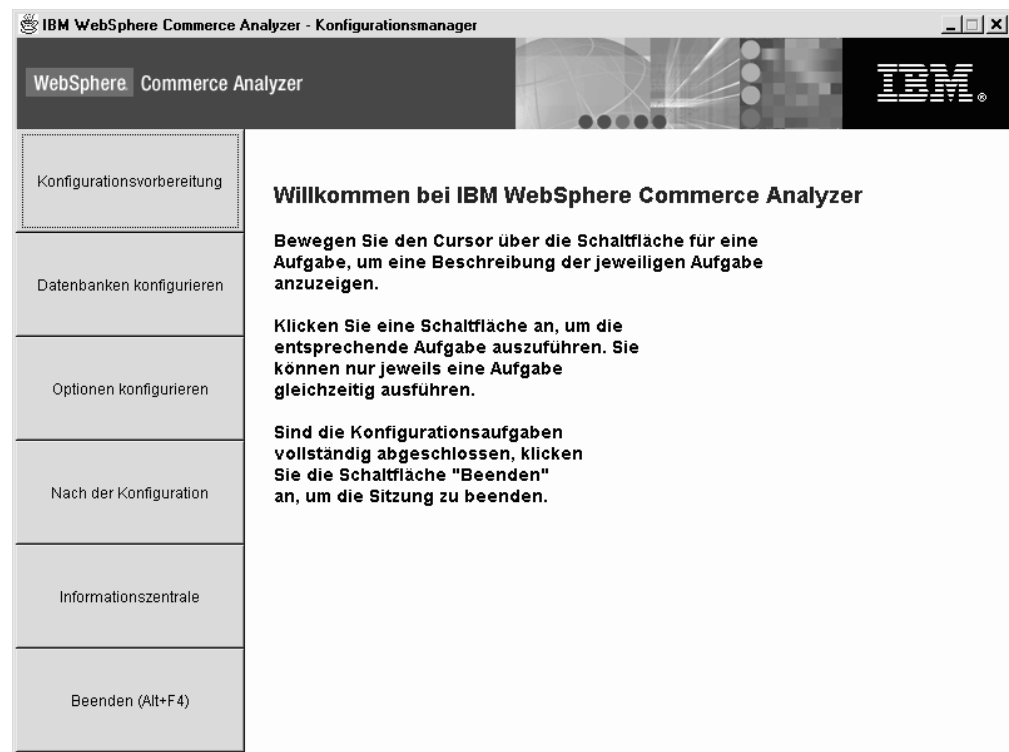 IBM WebSphere Commerce Analyzer - Konfigurationsmanager
WebSphere Commerce Analyzer
IBM®
Konfigurationsvorbereitung
Datenbanken konfigurieren
Optionen konfigurieren
Nach der Konfiguration
Informationszentrale
Beenden (Alt+F4)
Willkommen bei IBM WebSphere Commerce Analyzer
Bewegen Sie den Cursor über die Schaltfläche für eine
Aufgabe, um eine Beschreibung der jeweiligen Aufgabe
anzuzeigen.
Klicken Sie eine Schaltfläche an, um die
entsprechende Aufgabe auszuführen. Sie
können nur jeweils eine Aufgabe
gleichzeitig ausführen.
Sind die Konfigurationsaufgaben
vollständig abgeschlossen, klicken
Sie die Schaltfläche "Beenden"
an, um die Sitzung zu beenden.